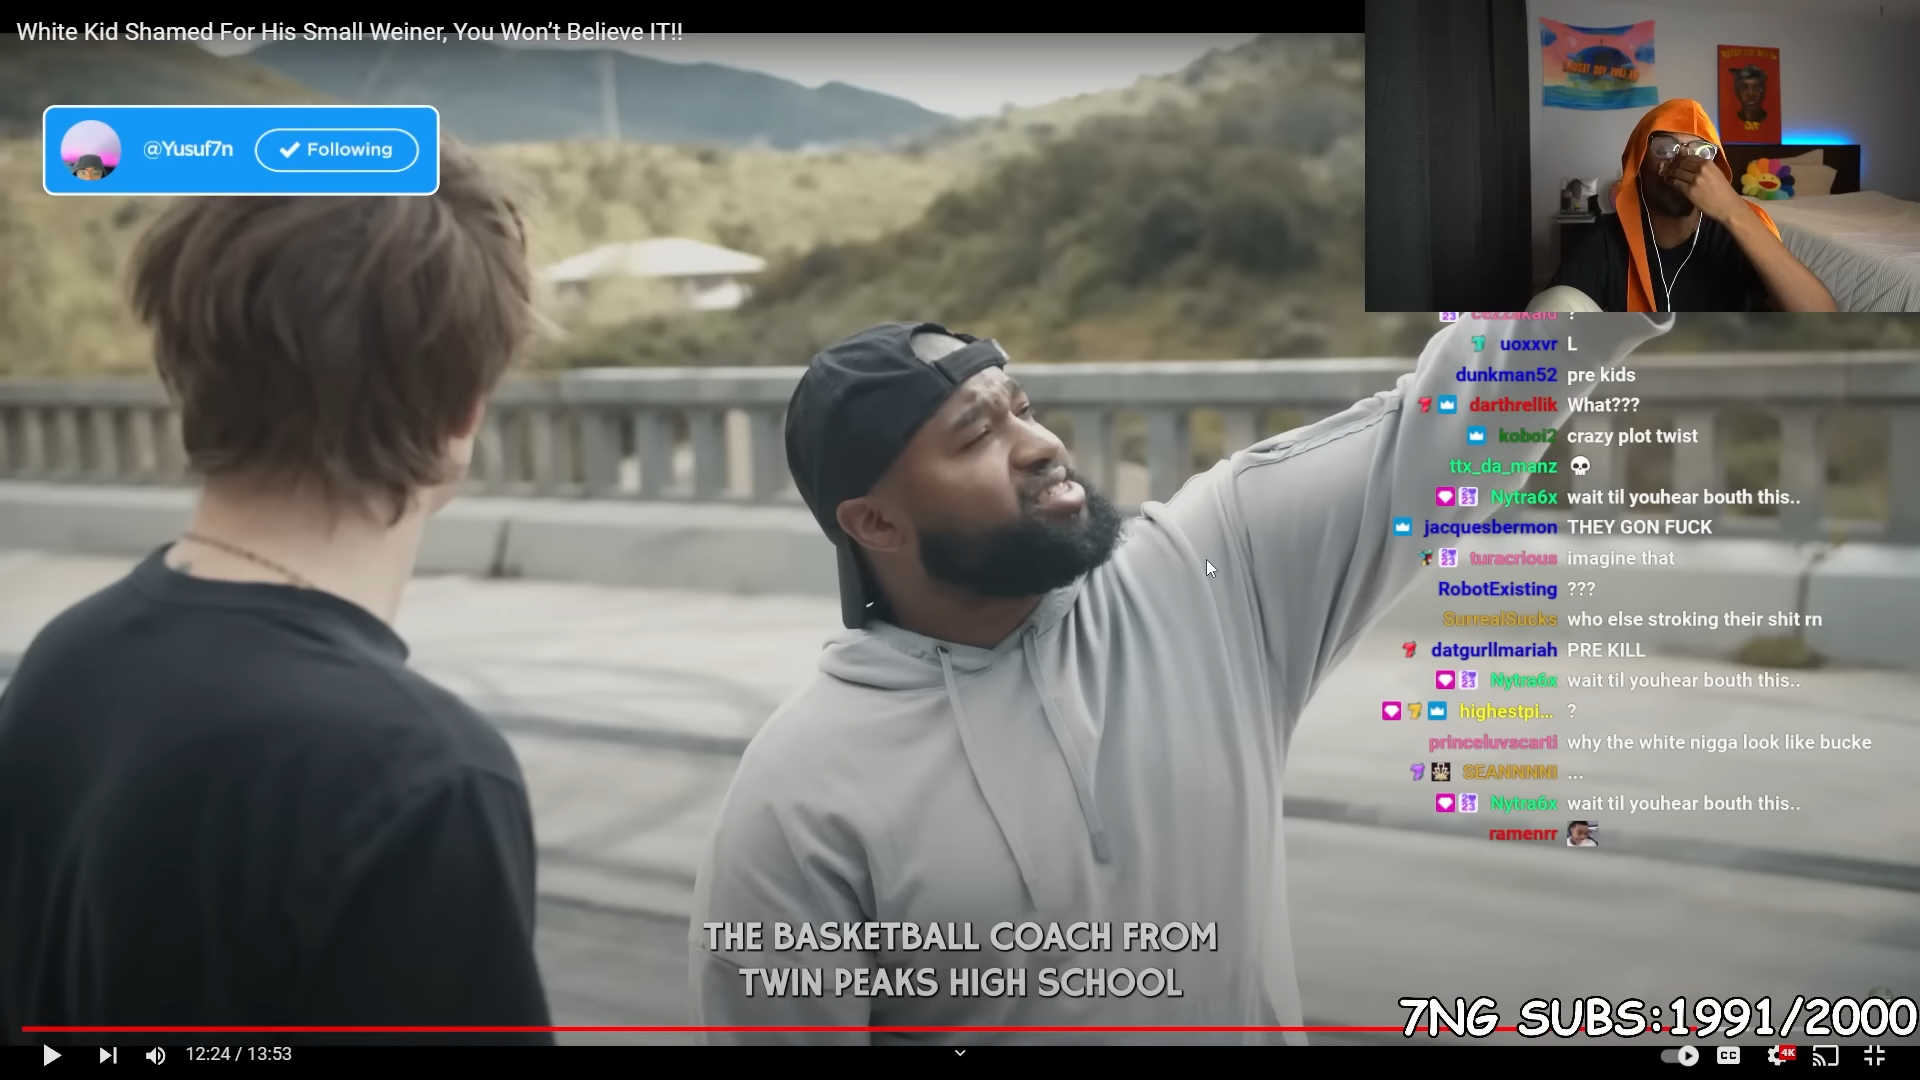 White Kid Shamed For His Small Weiner, You Won't Believe IT!!
@Yusuf7n
Following
?
uoxxvr L
dunkman52 pre kids
darthrellik What???
koboi2 crazy plot twist
ttx_da_manz
Nytra6x wait til youhear bouth this..
jacquesbermon THEY GON FUCK
turacrious imagine that
RobotExisting ???
SurrealSucks who else stroking their shit rn
datgurllmariah PRE KILL
Nytra6x wait til youhear bouth this..
highestpi... ?
princeluvscarti why the white nigga look like bucke
SEANNNNI ...
Nytra6x wait til youhear bouth this..
ramenrr
THE BASKETBALL COACH FROM
TWIN PEAKS HIGH SCHOOL
7NG SUBS:1991/2000
12:24 / 13:53
CC
4K